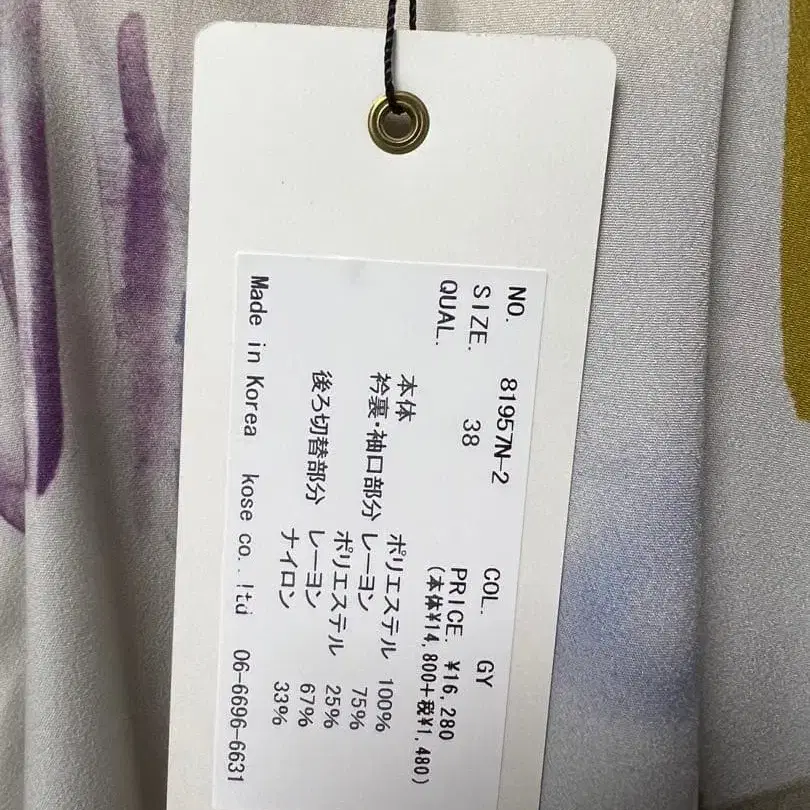 NO. 81957N-2 COL. GY
SIZE. 38 PRICE. ¥16,280
QUAL. (本体¥14,800+税¥1,480)
本体 ポリエステル 100%
衿裏・袖口部分 レーヨン 75%
ポリエステル 25%
後ろ切替部分 レーヨン 67%
ナイロン 33%
Made in Korea kose co.,ltd 06-6696-6631